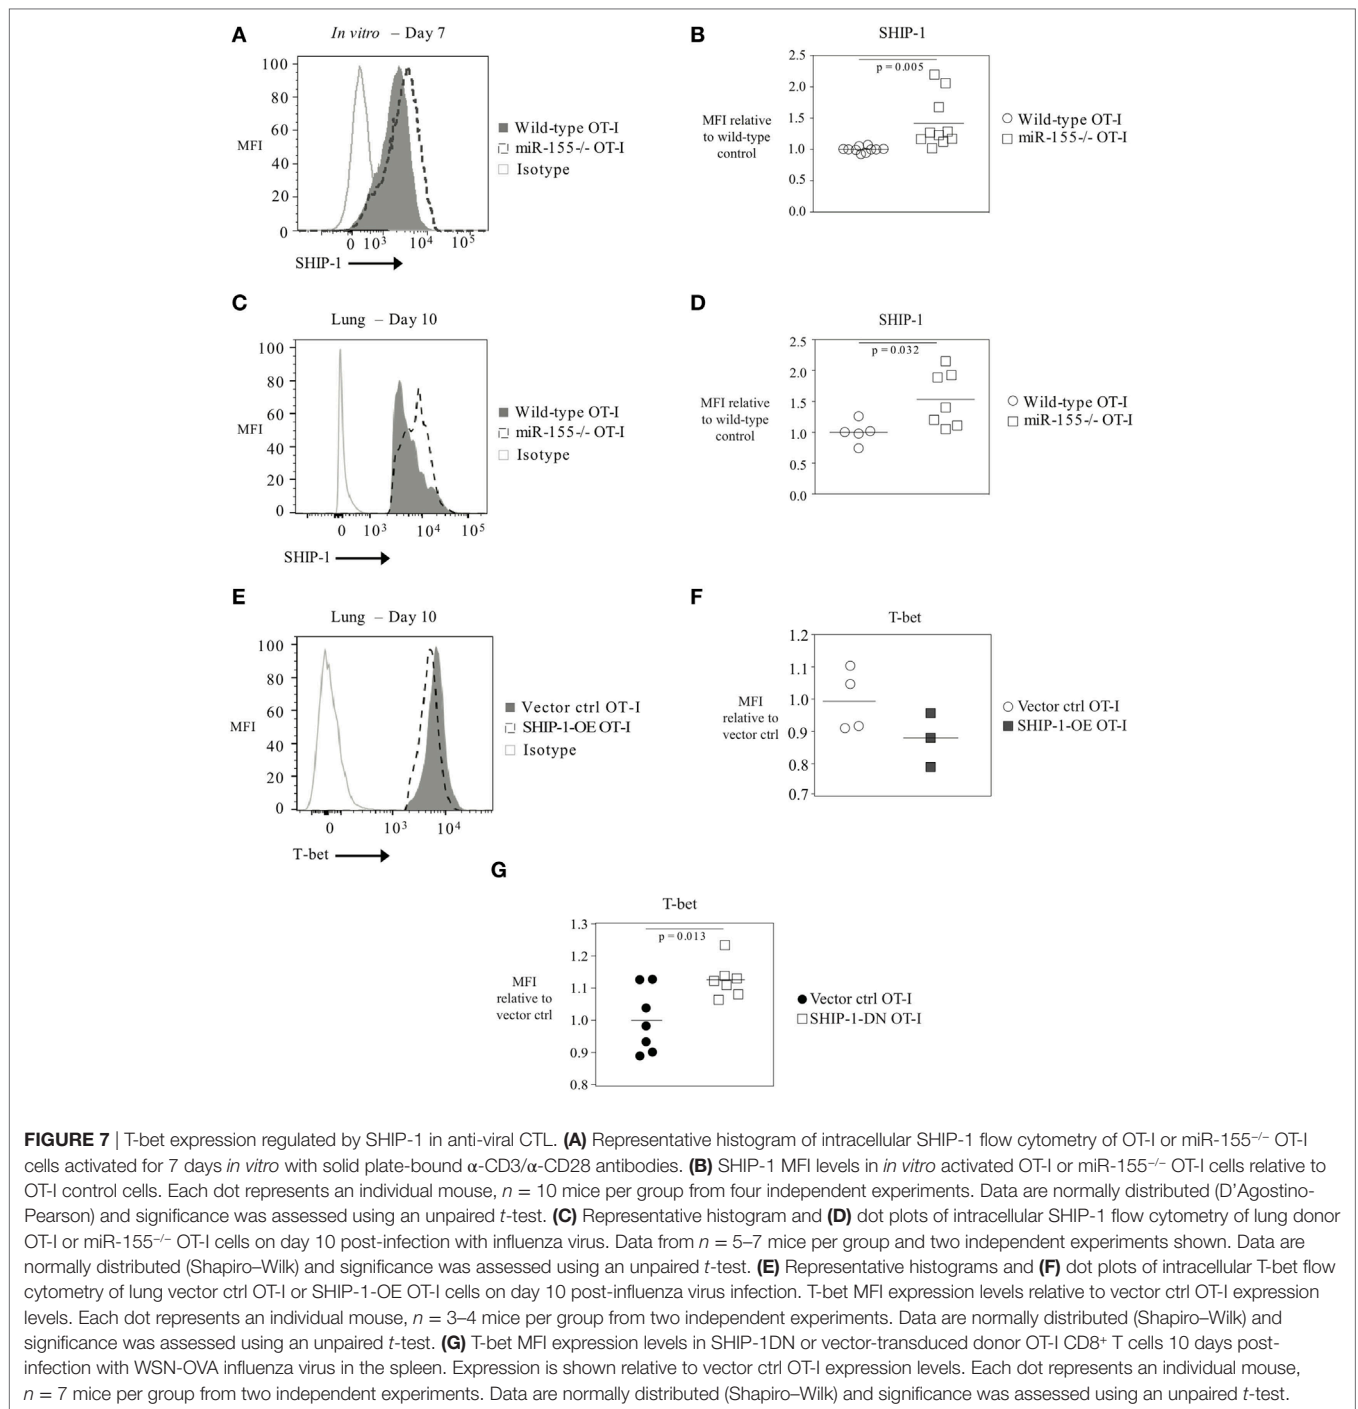 A
In vitro – Day 7
100
80
60
MFI
40
20
0
0 10³ 10⁴ 10⁵
SHIP-1
Wild-type OT-I
miR-155-/- OT-I
Isotype
B
SHIP-1
2.5
p = 0.005
2.0
1.5
MFI relative
to wild-type
control
1.0
0.5
0.0
Wild-type OT-I
miR-155-/- OT-I
C
Lung – Day 10
100
80
60
MFI
40
20
0
0 10³ 10⁴ 10⁵
SHIP-1
Wild-type OT-I
miR-155-/- OT-I
Isotype
D
SHIP-1
2.5
p = 0.032
2.0
1.5
MFI relative
to wild-type
control
1.0
0.5
0.0
Wild-type OT-I
miR-155-/- OT-I
E
Lung – Day 10
100
80
60
MFI
40
20
0
0 10³ 10⁴
T-bet
Vector ctrl OT-I
SHIP-1-OE OT-I
Isotype
F
T-bet
1.2
1.1
1.0
MFI
relative to
vector ctrl
0.9
0.8
0.7
Vector ctrl OT-I
SHIP-1-OE OT-I
G
T-bet
1.3
p = 0.013
1.2
1.1
MFI
relative to
vector ctrl
1.0
0.9
0.8
Vector ctrl OT-I
SHIP-1-DN OT-I
FIGURE 7 | T-bet expression regulated by SHIP-1 in anti-viral CTL. (A) Representative histogram of intracellular SHIP-1 flow cytometry of OT-I or miR-155⁻/⁻ OT-I
cells activated for 7 days in vitro with solid plate-bound α-CD3/α-CD28 antibodies. (B) SHIP-1 MFI levels in in vitro activated OT-I or miR-155⁻/⁻ OT-I cells relative to
OT-I control cells. Each dot represents an individual mouse, n = 10 mice per group from four independent experiments. Data are normally distributed (D'Agostino-
Pearson) and significance was assessed using an unpaired t-test. (C) Representative histogram and (D) dot plots of intracellular SHIP-1 flow cytometry of lung donor
OT-I or miR-155⁻/⁻ OT-I cells on day 10 post-infection with influenza virus. Data from n = 5–7 mice per group and two independent experiments shown. Data are
normally distributed (Shapiro–Wilk) and significance was assessed using an unpaired t-test. (E) Representative histograms and (F) dot plots of intracellular T-bet flow
cytometry of lung vector ctrl OT-I or SHIP-1-OE OT-I cells on day 10 post-influenza virus infection. T-bet MFI expression levels relative to vector ctrl OT-I expression
levels. Each dot represents an individual mouse, n = 3–4 mice per group from two independent experiments. Data are normally distributed (Shapiro–Wilk) and
significance was assessed using an unpaired t-test. (G) T-bet MFI expression levels in SHIP-1DN or vector-transduced donor OT-I CD8⁺ T cells 10 days post-
infection with WSN-OVA influenza virus in the spleen. Expression is shown relative to vector ctrl OT-I expression levels. Each dot represents an individual mouse,
n = 7 mice per group from two independent experiments. Data are normally distributed (Shapiro–Wilk) and significance was assessed using an unpaired t-test.